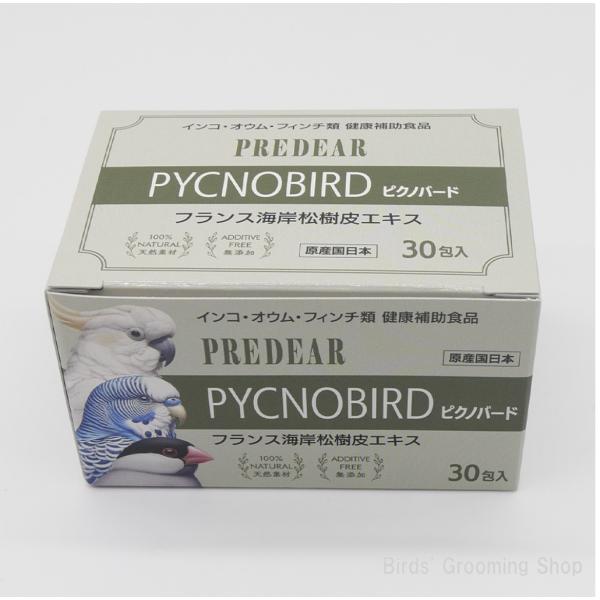 インコ・オウム・フィンチ類 健康補助食品
PREDEAR
PYCNOBIRD ピクノバード
フランス海岸松樹皮エキス
100%
NATURAL
天然素材
ADDITIVE
FREE
無添加
原産国日本
30包入
インコ・オウム・フィンチ類 健康補助食品
PREDEAR
原産国日本
PYCNOBIRD ピクノバード
フランス海岸松樹皮エキス
100%
NATURAL
天然素材
ADDITIVE
FREE
無添加
30包入
Birds' Grooming Shop